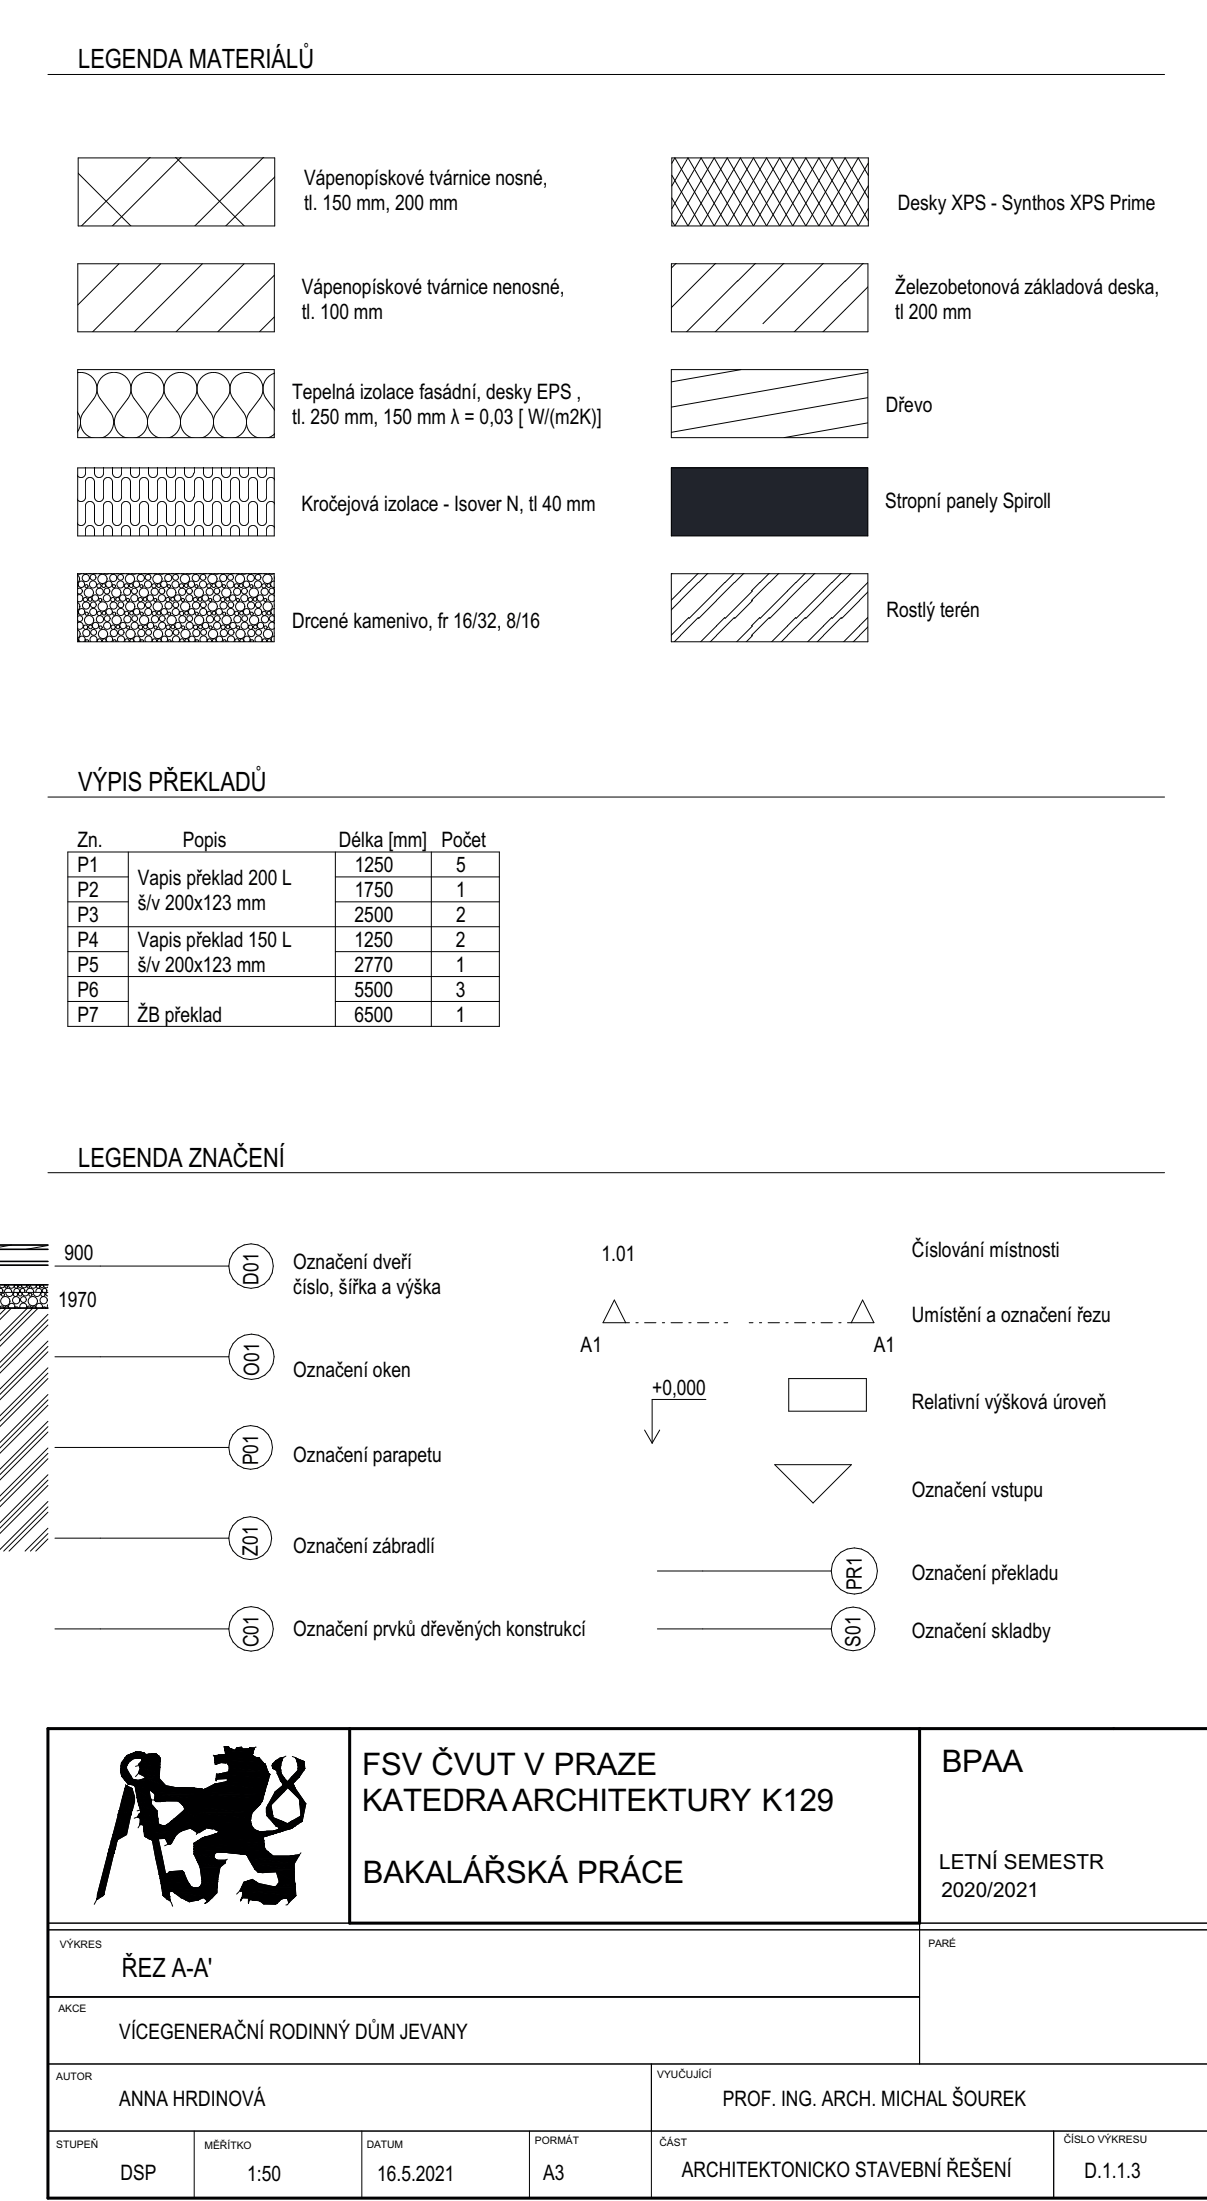 LEGENDA MATERIÁLŮ
Vápenopískové tvárnice nosné,
tl. 150 mm, 200 mm
Desky XPS - Synthos XPS Prime
Vápenopískové tvárnice nenosné,
tl. 100 mm
Železobetonová základová deska,
tl 200 mm
Tepelná izolace fasádní, desky EPS ,
tl. 250 mm, 150 mm λ = 0,03 [ W/(m2K)]
Dřevo
Kročejová izolace - Isover N, tl 40 mm
Stropní panely Spiroll
Drcené kamenivo, fr 16/32, 8/16
Rostlý terén
VÝPIS PŘEKLADŮ
Zn. Popis Délka [mm] Počet
P1 1250 5
Vapis překlad 200 L
P2 1750 1
š/v 200x123 mm
P3 2500 2
P4 Vapis překlad 150 L 1250 2
P5 š/v 200x123 mm 2770 1
P6 5500 3
P7 ŽB překlad 6500 1
LEGENDA ZNAČENÍ
900
1970
D01
Označení dveří
číslo, šířka a výška
O01
Označení oken
P01
Označení parapetu
Z01
Označení zábradlí
C01
Označení prvků dřevěných konstrukcí
1.01
Číslování místnosti
A1 A1
Umístění a označení řezu
+0,000
Relativní výšková úroveň
Označení vstupu
PR1
Označení překladu
S01
Označení skladby
FSV ČVUT V PRAZE
KATEDRA ARCHITEKTURY K129
BAKALÁŘSKÁ PRÁCE
BPAA
LETNÍ SEMESTR
2020/2021
VÝKRES
ŘEZ A-A'
PARÉ
AKCE
VÍCEGENERAČNÍ RODINNÝ DŮM JEVANY
AUTOR
ANNA HRDINOVÁ
VYUČUJÍCÍ
PROF. ING. ARCH. MICHAL ŠOUREK
STUPEŇ
DSP
MĚŘÍTKO
1:50
DATUM
16.5.2021
PORMÁT
A3
ČÁST
ARCHITEKTONICKO STAVEBNÍ ŘEŠENÍ
ČÍSLO VÝKRESU
D.1.1.3